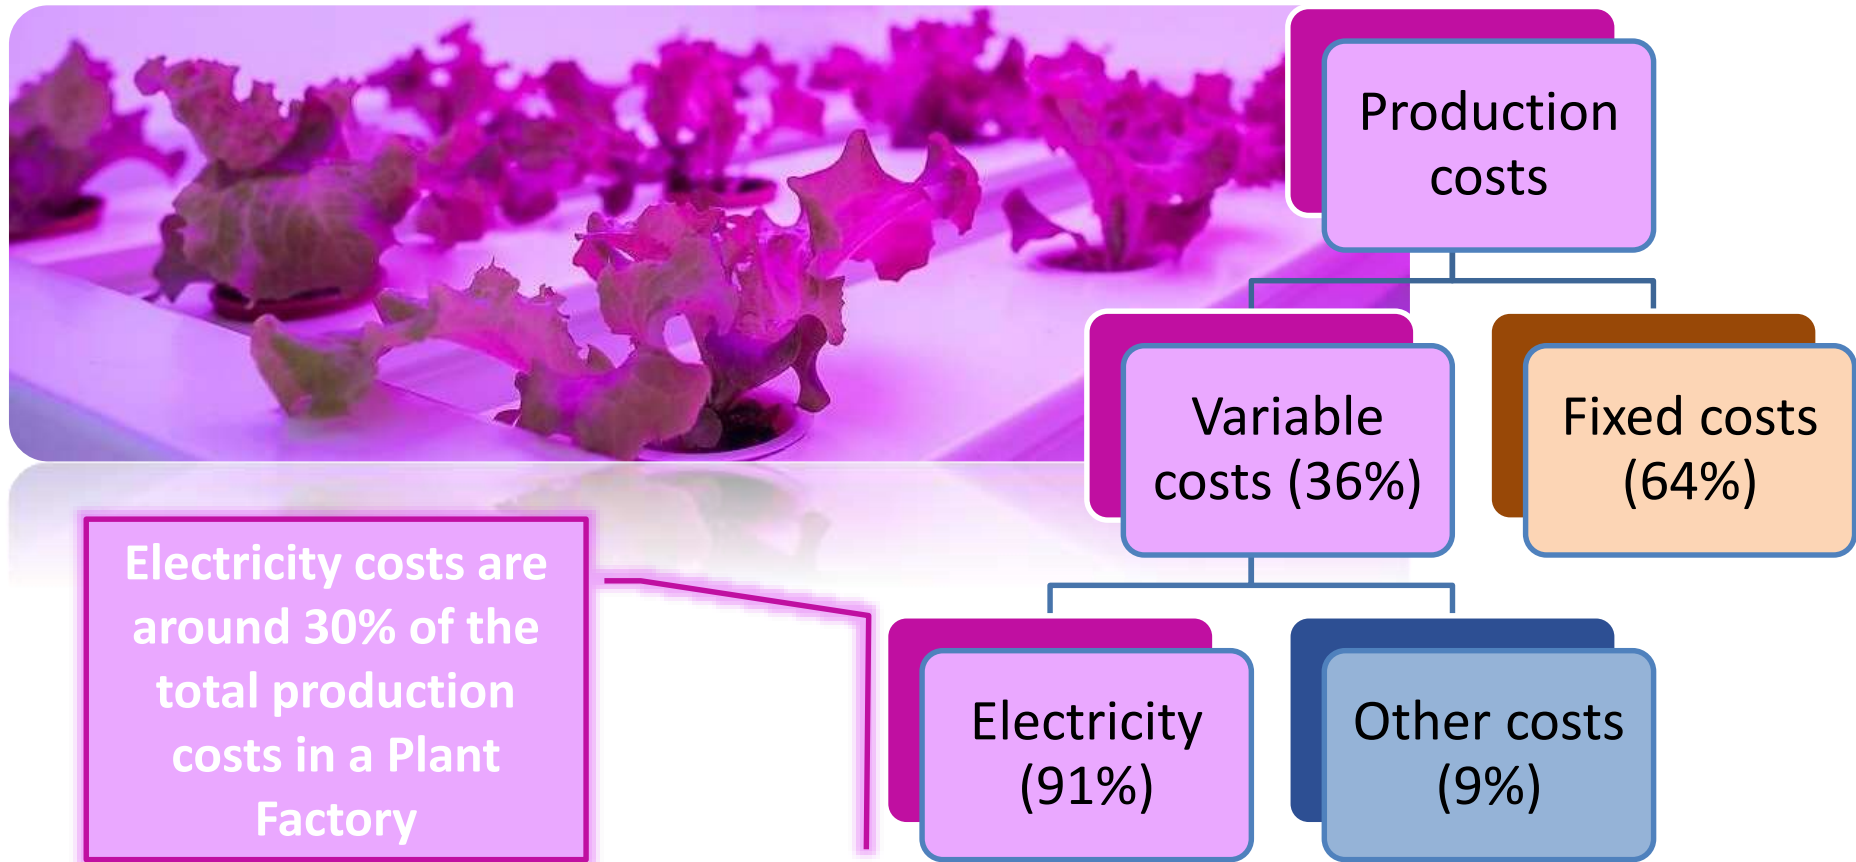 Production
costs
Variable
costs (36%)
Fixed costs
(64%)
Electricity costs are
around 30% of the
total production
costs in a Plant
Factory
Electricity
(91%)
Other costs
(9%)